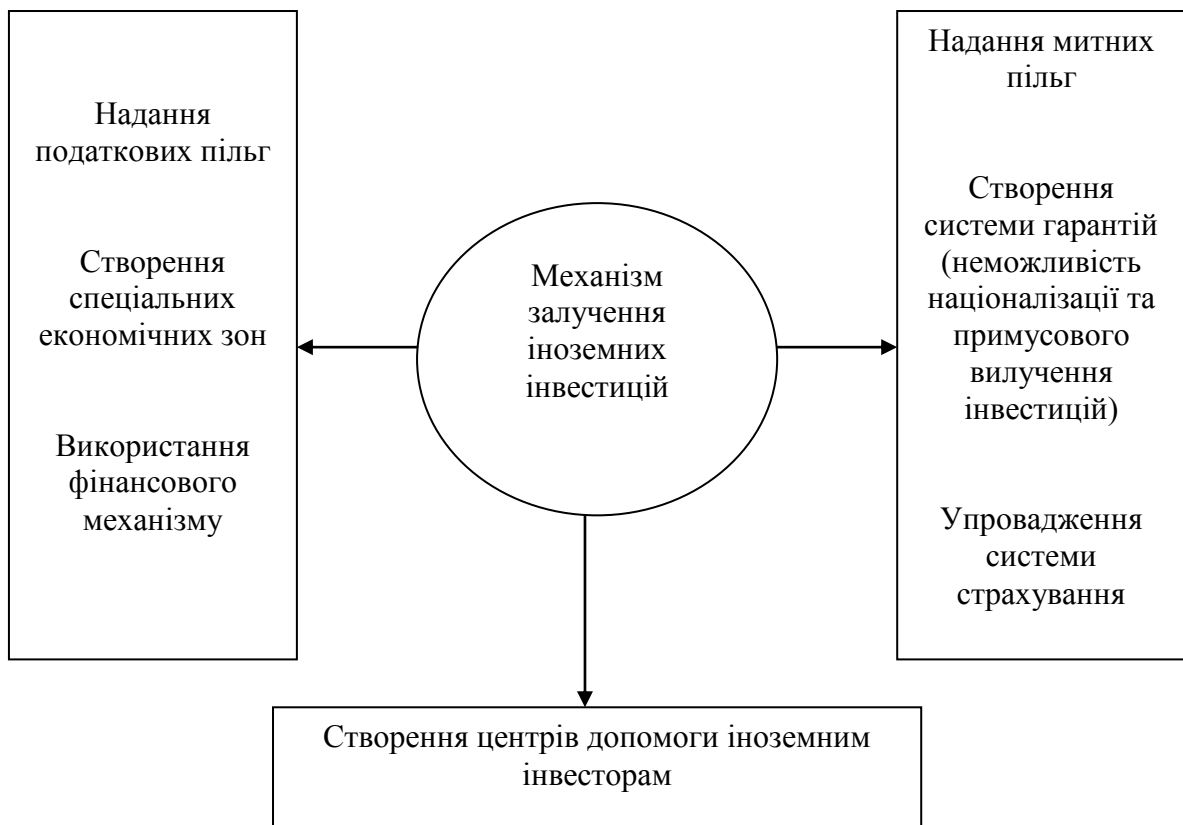 Надання
податкових пільг
Створення
спеціальних
економічних зон
Використання
фінансового
механізму
Механізм
залучення
іноземних
інвестицій
Надання митних
пільг
Створення
системи гарантій
(неможливість
націоналізації та
примусового
вилучення
інвестицій)
Упровадження
системи
страхування
Створення центрів допомоги іноземним
інвесторам